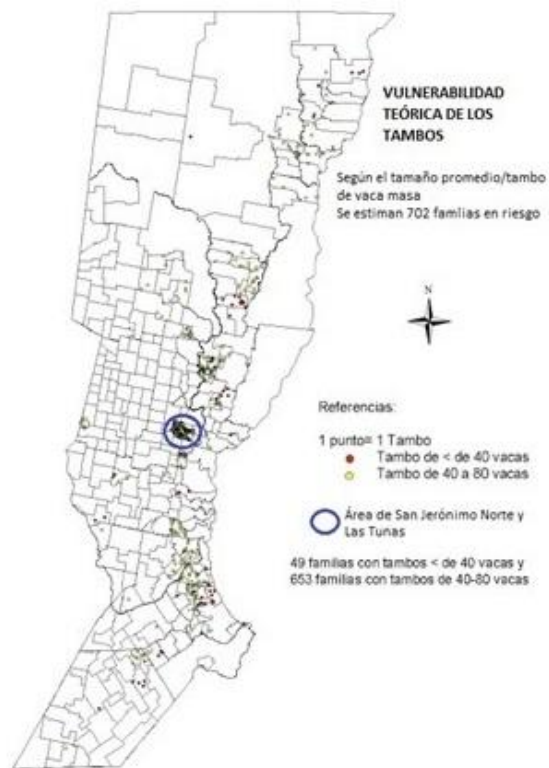 VULNERABILIDAD
TEÓRICA DE LOS
TAMBOS
Según el tamaño promedio/tambo
de vaca masa
Se estiman 702 familias en riesgo
N
Referencias:
1 punto= 1 Tambo
Tambo de < de 40 vacas
Tambo de 40 a 80 vacas
Área de San Jerónimo Norte y
Las Tunas
49 familias con tambos < de 40 vacas y
653 familias con tambos de 40-80 vacas